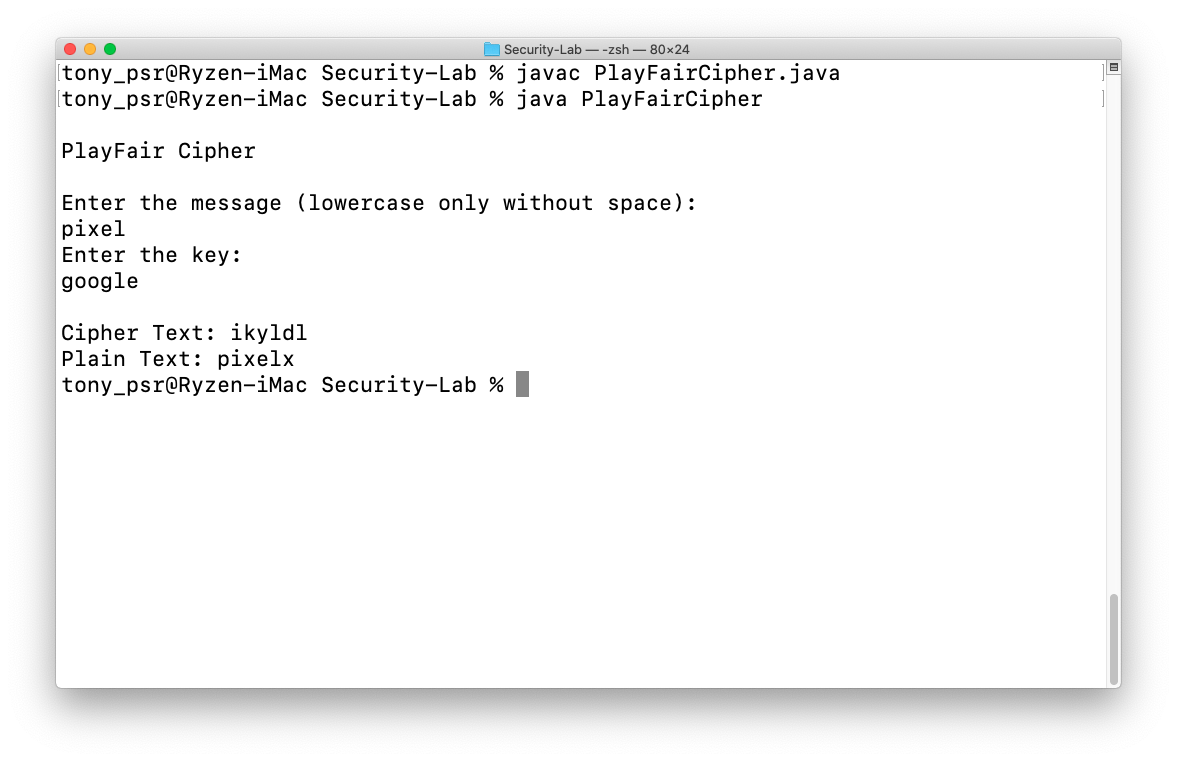 Security-Lab — -zsh — 80×24
tony_psr@Ryzen-iMac Security-Lab % javac PlayFairCipher.java
tony_psr@Ryzen-iMac Security-Lab % java PlayFairCipher
PlayFair Cipher
Enter the message (lowercase only without space):
pixel
Enter the key:
google
Cipher Text: ikyldl
Plain Text: pixelx
tony_psr@Ryzen-iMac Security-Lab %